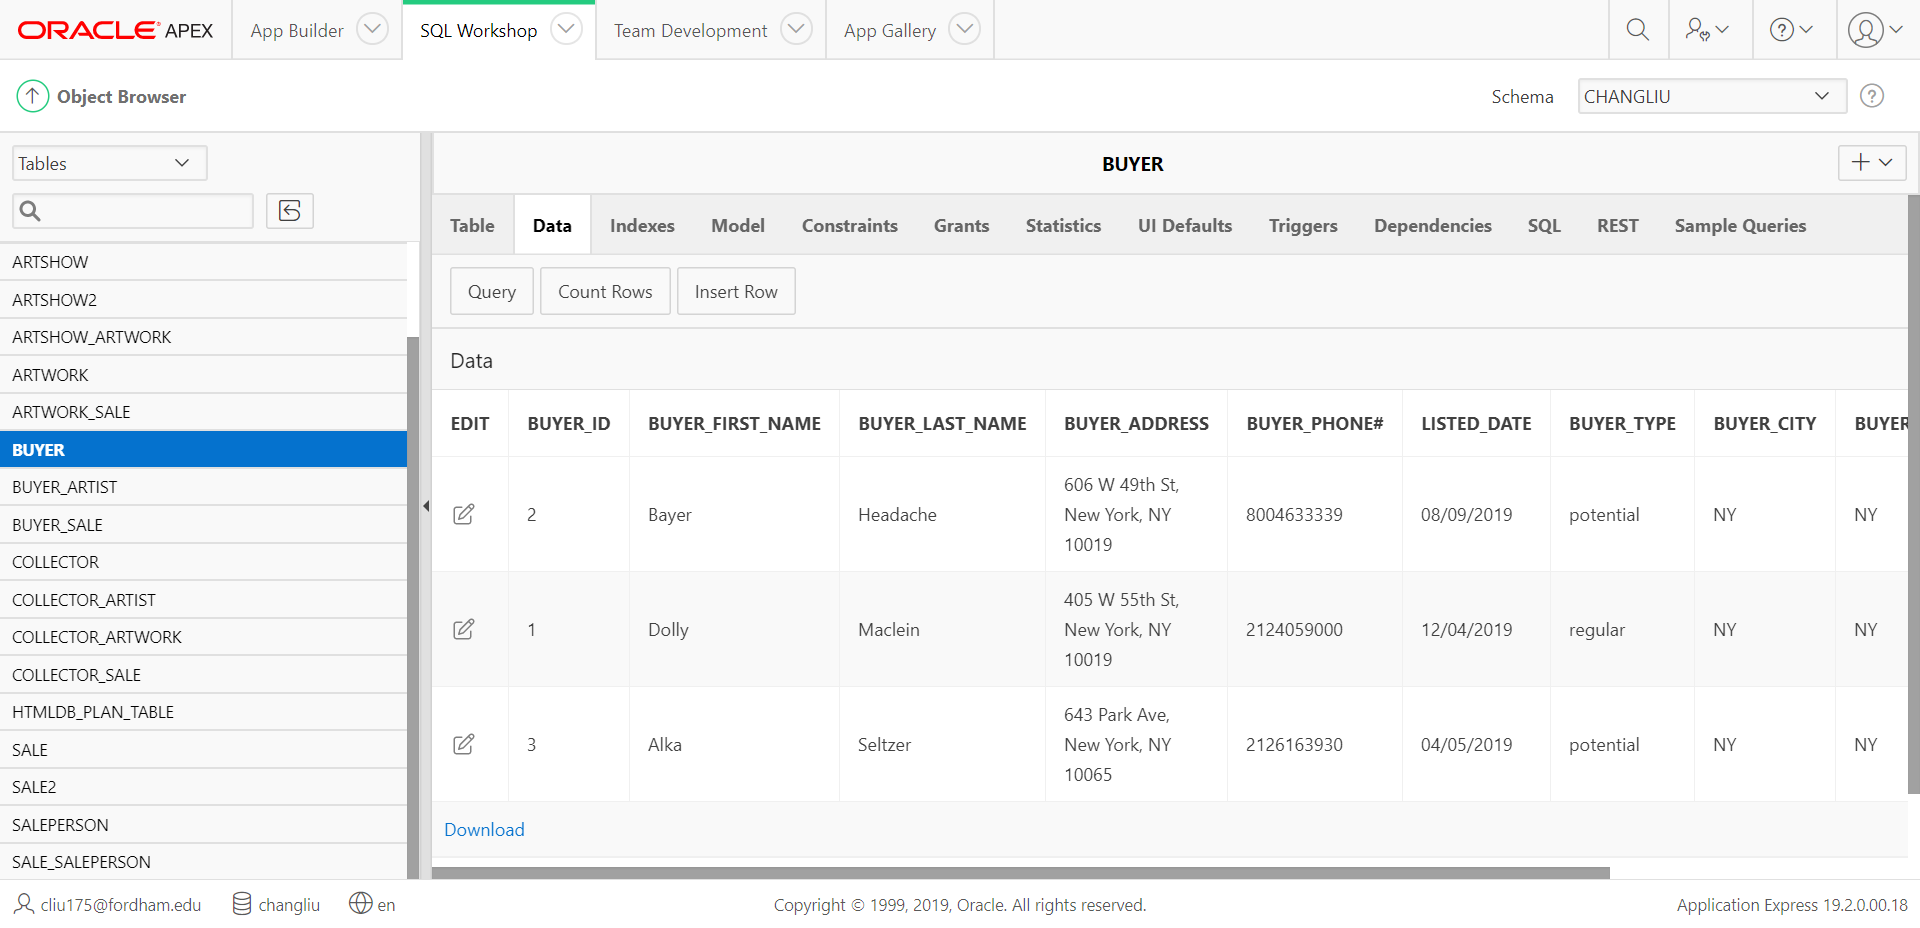 ORACLE APEX App Builder SQL Workshop Team Development App Gallery
Object Browser Schema CHANGLIU
Tables
ARTSHOW
ARTSHOW2
ARTSHOW_ARTWORK
ARTWORK
ARTWORK_SALE
BUYER
BUYER_ARTIST
BUYER_SALE
COLLECTOR
COLLECTOR_ARTIST
COLLECTOR_ARTWORK
COLLECTOR_SALE
HTMLDB_PLAN_TABLE
SALE
SALE2
SALEPERSON
SALE_SALEPERSON
BUYER
Table Data Indexes Model Constraints Grants Statistics UI Defaults Triggers Dependencies SQL REST Sample Queries
Query Count Rows Insert Row
Data
EDIT BUYER_ID BUYER_FIRST_NAME BUYER_LAST_NAME BUYER_ADDRESS BUYER_PHONE# LISTED_DATE BUYER_TYPE BUYER_CITY BUYER
606 W 49th St,
2 Bayer Headache New York, NY 8004633339 08/09/2019 potential NY NY
10019
405 W 55th St,
1 Dolly Maclein New York, NY 2124059000 12/04/2019 regular NY NY
10019
643 Park Ave,
3 Alka Seltzer New York, NY 2126163930 04/05/2019 potential NY NY
10065
Download
cliu175@fordham.edu changliu en Copyright © 1999, 2019, Oracle. All rights reserved. Application Express 19.2.0.00.18